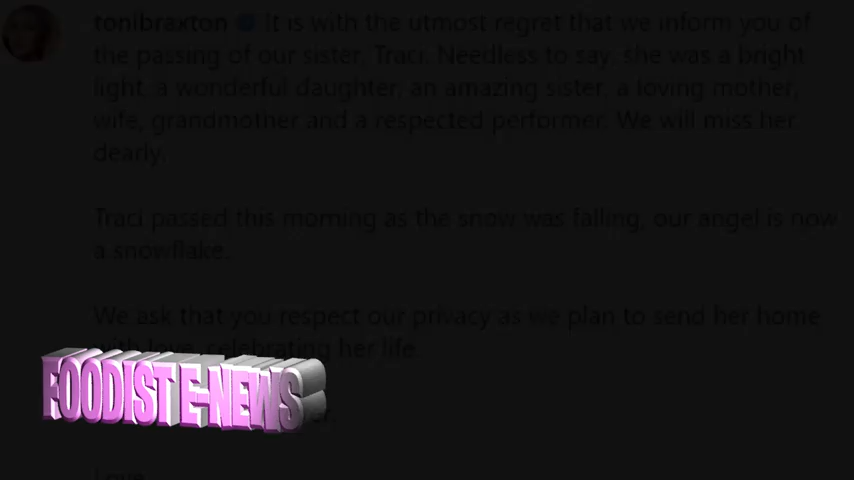 tonibraxton It is with the utmost regret that we inform you of
the passing of our sister, Traci. Needless to say, she was a bright
light, a wonderful daughter, an amazing sister, a loving mother,
wife, grandmother and a respected performer. We will miss her
dearly.
Traci passed this morning as the snow was falling, our angel is now
a snowflake.
We ask that you respect our privacy as we plan to send her home
with love, celebrating her life.
FOODIST E-NEWS
Love